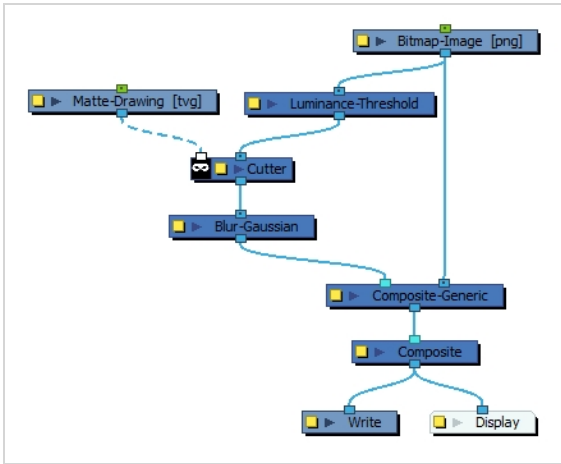 Bitmap-Image [png]
Matte-Drawing [tvg]
Luminance-Threshold
Cutter
Blur-Gaussian
Composite-Generic
Composite
Write
Display